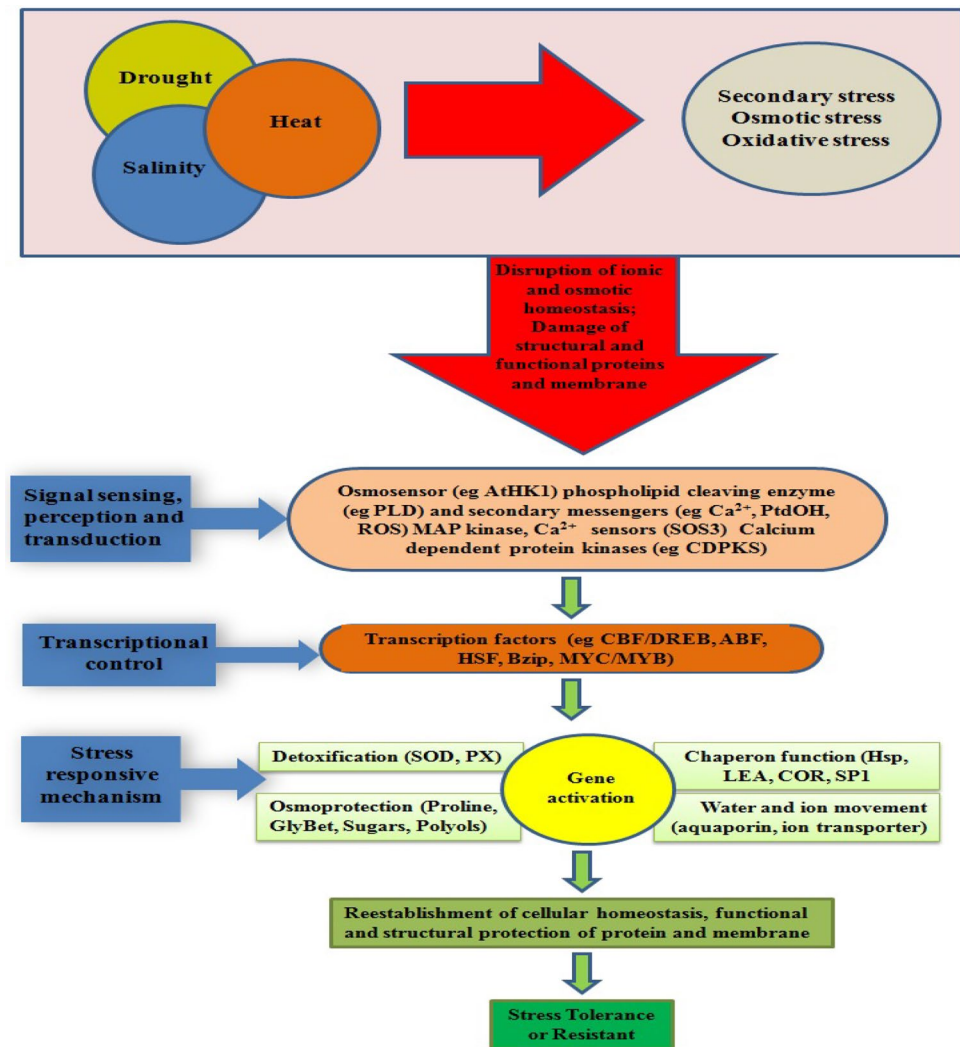 Drought
Heat
Salinity
Secondary stress
Osmotic stress
Oxidative stress
Disruption of ionic
and osmotic
homeostasis;
Damage of
structural and
functional proteins
and membrane
Signal sensing,
perception and
transduction
Osmosensor (eg AtHK1) phospholipid cleaving enzyme
(eg PLD) and secondary messengers (eg Ca²⁺, PtdOH,
ROS) MAP kinase, Ca²⁺ sensors (SOS3) Calcium
dependent protein kinases (eg CDPKS)
Transcriptional
control
Transcription factors (eg CBF/DREB, ABF,
HSF, Bzip, MYC/MYB)
Stress
responsive
mechanism
Detoxification (SOD, PX)
Osmoprotection (Proline,
GlyBet, Sugars, Polyols)
Gene
activation
Chaperon function (Hsp,
LEA, COR, SP1
Water and ion movement
(aquaporin, ion transporter)
Reestablishment of cellular homeostasis, functional
and structural protection of protein and membrane
Stress Tolerance
or Resistant